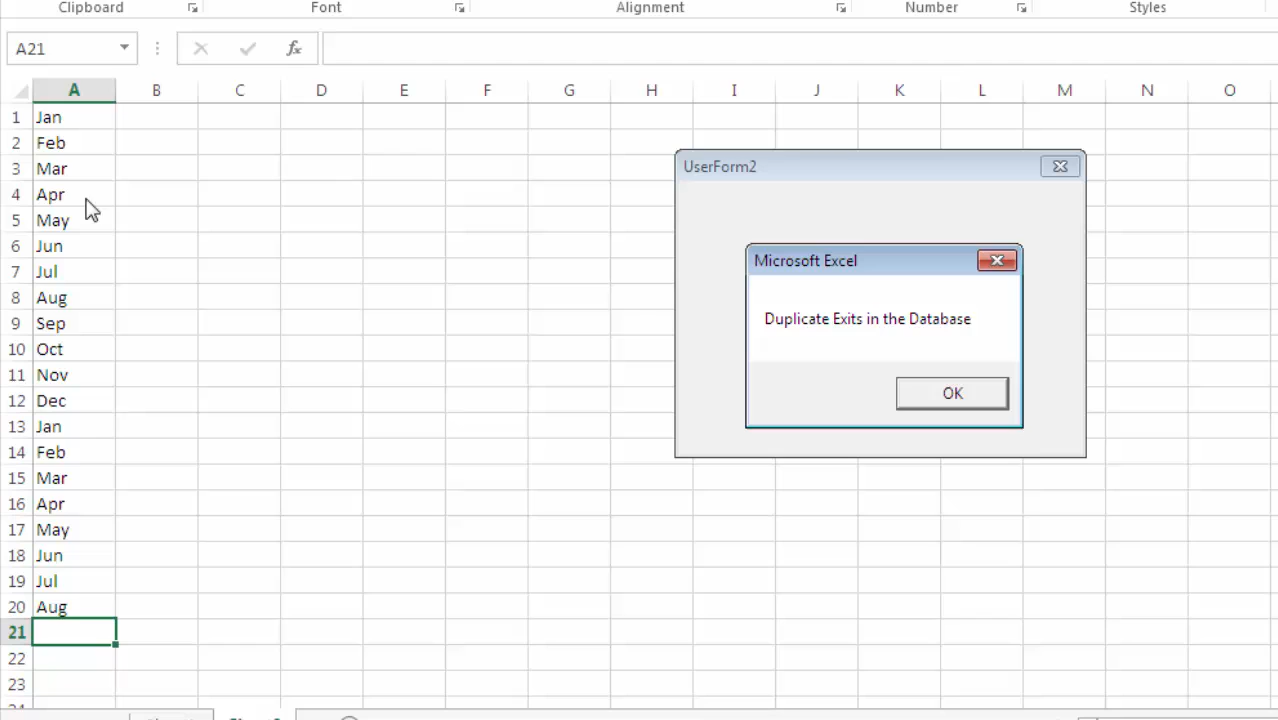 Clipboard Font Alignment Number Styles
A21 fx
A B C D E F G H I J K L M N O
1 Jan
2 Feb
3 Mar
4 Apr
5 May
6 Jun
7 Jul
8 Aug
9 Sep
10 Oct
11 Nov
12 Dec
13 Jan
14 Feb
15 Mar
16 Apr
17 May
18 Jun
19 Jul
20 Aug
21
22
23
UserForm2
Microsoft Excel
Duplicate Exits in the Database
OK